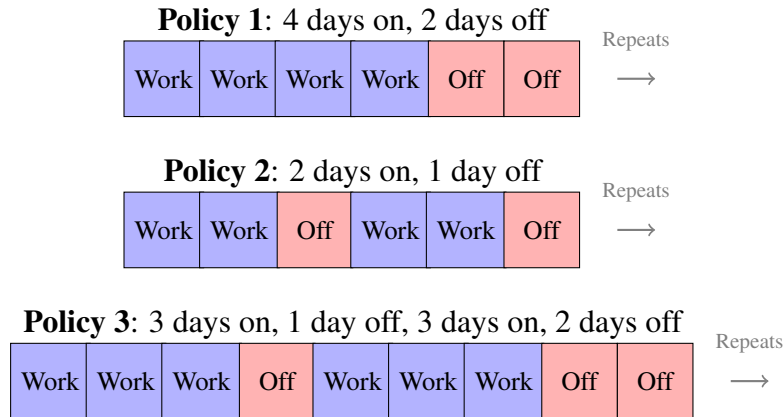 Policy 1: 4 days on, 2 days off
Repeats
Work Work Work Work Off Off
Policy 2: 2 days on, 1 day off
Repeats
Work Work Off Work Work Off
Policy 3: 3 days on, 1 day off, 3 days on, 2 days off
Repeats
Work Work Work Off Work Work Work Off Off